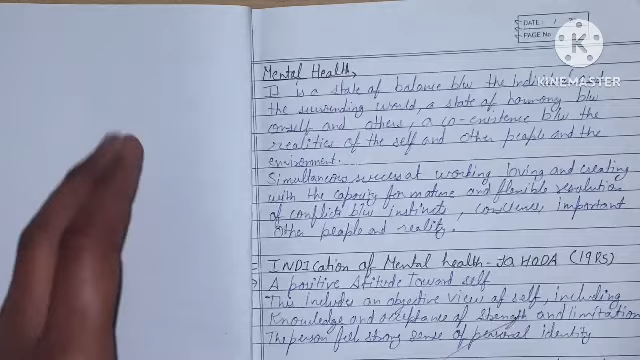 DATE: / /
PAGE NO
K
KINEMASTER
Mental Health
It is a state of balance b/w the individual and
the surrounding world, a state of harmony b/w
oneself and others, a co-existence b/w the
realities of the self and other people and the
environment.
Simultaneous success at working loving and creating
with the capacity for mature and flexible resolution
of conflicts b/w instincts, conscience, important
other people and reality.
INDICATION of Mental health - JAHODA
A positive Attitude toward self
This includes an objective view of self, including
Knowledge and acceptance of strength and limitation
The person feel strong sense of personal identity